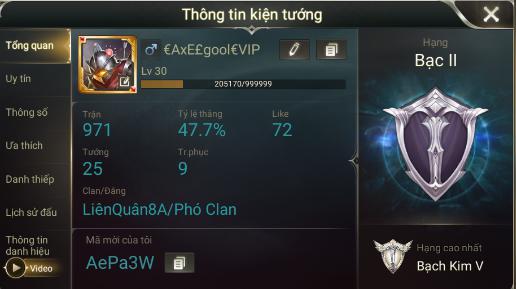 Thông tin kiện tướng
Tổng quan
Uy tín
Thông số
Ưa thích
Danh thiếp
Lịch sử đấu
Thông tin
danh hiệu
Video
€AxE£gool€VIP
Lv 30
205170/999999
Trận
Tỷ lệ thắng
Like
971
47.7%
72
Tướng
Tr.phục
25
9
Clan/Đảng
LiênQuân8A/Phó Clan
Mã mời của tôi
AePa3W
Hạng
Bạc II
Hạng cao nhất
Bạch Kim V